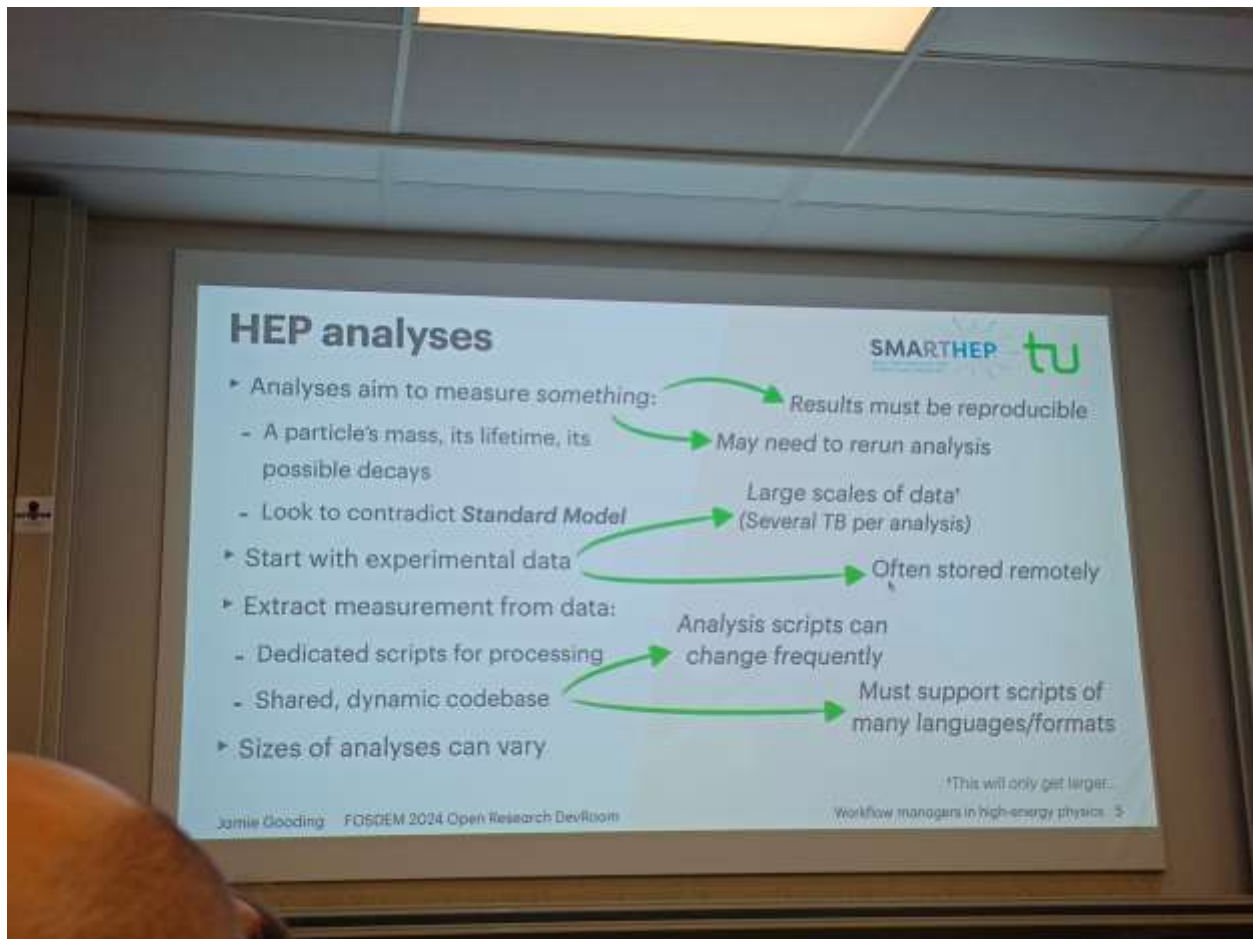 HEP analyses
SMARTHEP
tu
▸ Analyses aim to measure something:
- A particle's mass, its lifetime, its
possible decays
- Look to contradict Standard Model
▸ Start with experimental data
▸ Extract measurement from data:
- Dedicated scripts for processing
- Shared, dynamic codebase
▸ Sizes of analyses can vary
Results must be reproducible
May need to rerun analysis
Large scales of data†
(Several TB per analysis)
Often stored remotely
Analysis scripts can
change frequently
Must support scripts of
many languages/formats
†This will only get larger...
Jamie Gooding FOSDEM 2024 Open Research DevRoom
Workflow managers in high-energy physics 5